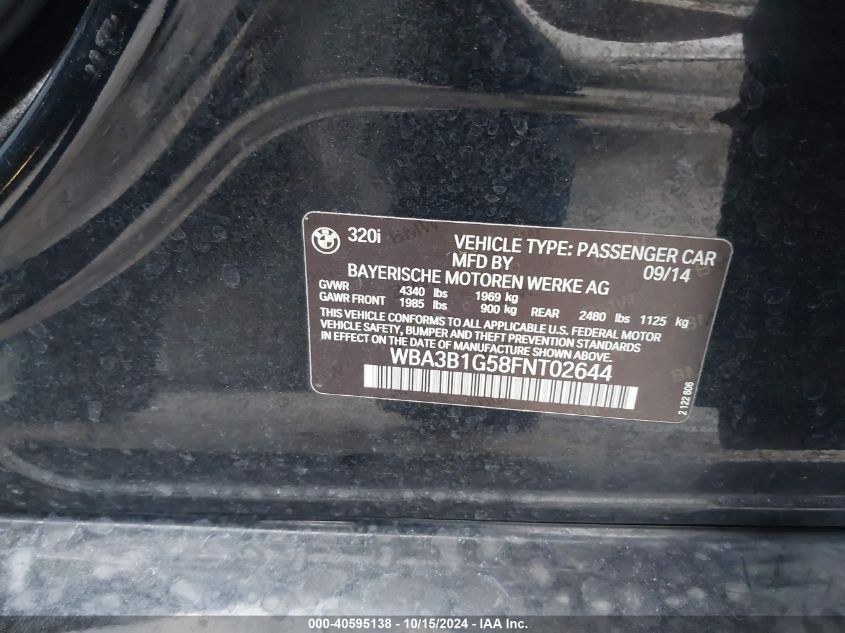 320i
VEHICLE TYPE: PASSENGER CAR
MFD BY 09/14
BAYERISCHE MOTOREN WERKE AG
GVWR 4340 lbs 1969 kg
GAWR FRONT 1985 lbs 900 kg REAR 2480 lbs 1125 kg
THIS VEHICLE CONFORMS TO ALL APPLICABLE U.S. FEDERAL MOTOR
VEHICLE SAFETY, BUMPER AND THEFT PREVENTION STANDARDS
IN EFFECT ON THE DATE OF MANUFACTURE SHOWN ABOVE.
WBA3B1G58FNT02644
2 122 606
000-40595138 - 10/15/2024 - IAA Inc.